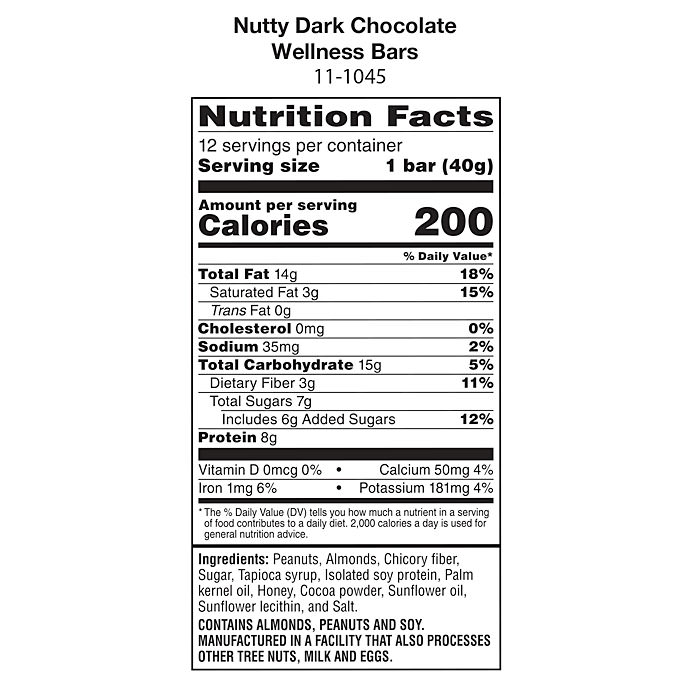 Nutty Dark Chocolate
Wellness Bars
11-1045
Nutrition Facts
12 servings per container
Serving size 1 bar (40g)
Amount per serving
Calories 200
% Daily Value*
Total Fat 14g 18%
Saturated Fat 3g 15%
Trans Fat 0g
Cholesterol 0mg 0%
Sodium 35mg 2%
Total Carbohydrate 15g 5%
Dietary Fiber 3g 11%
Total Sugars 7g
Includes 6g Added Sugars 12%
Protein 8g
Vitamin D 0mcg 0% • Calcium 50mg 4%
Iron 1mg 6% • Potassium 181mg 4%
* The % Daily Value (DV) tells you how much a nutrient in a serving
of food contributes to a daily diet. 2,000 calories a day is used for
general nutrition advice.
Ingredients: Peanuts, Almonds, Chicory fiber,
Sugar, Tapioca syrup, Isolated soy protein, Palm
kernel oil, Honey, Cocoa powder, Sunflower oil,
Sunflower lecithin, and Salt.
CONTAINS ALMONDS, PEANUTS AND SOY.
MANUFACTURED IN A FACILITY THAT ALSO PROCESSES
OTHER TREE NUTS, MILK AND EGGS.